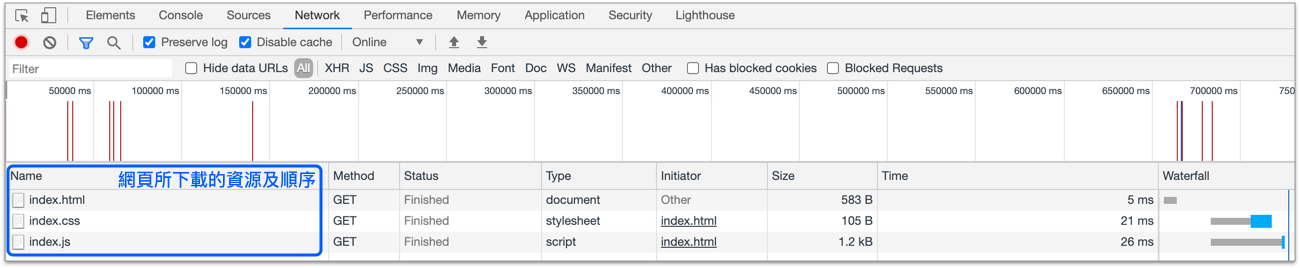 Elements Console Sources Network Performance Memory Application Security Lighthouse
Preserve log Disable cache Online
Filter Hide data URLs All XHR JS CSS Img Media Font Doc WS Manifest Other Has blocked cookies Blocked Requests
50000 ms 100000 ms 150000 ms 200000 ms 250000 ms 300000 ms 350000 ms 400000 ms 450000 ms 500000 ms 550000 ms 600000 ms 650000 ms 700000 ms 750
Name 網頁所下載的資源及順序 Method Status Type Initiator Size Time Waterfall
index.html GET Finished document Other 583 B 5 ms
index.css GET Finished stylesheet index.html 105 B 21 ms
index.js GET Finished script index.html 1.2 kB 26 ms